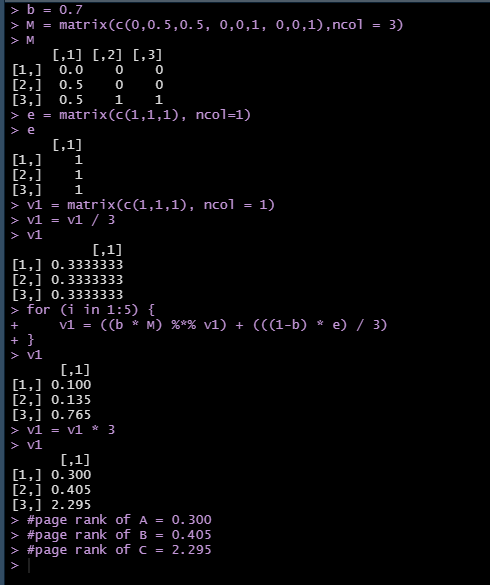 > b = 0.7
> M = matrix(c(0,0.5,0.5, 0,0,1, 0,0,1),ncol = 3)
> M
     [,1] [,2] [,3]
[1,]  0.0    0    0
[2,]  0.5    0    0
[3,]  0.5    1    1
> e = matrix(c(1,1,1), ncol=1)
> e
     [,1]
[1,]    1
[2,]    1
[3,]    1
> v1 = matrix(c(1,1,1), ncol = 1)
> v1 = v1 / 3
> v1
          [,1]
[1,] 0.3333333
[2,] 0.3333333
[3,] 0.3333333
> for (i in 1:5) {
+     v1 = ((b * M) %*% v1) + (((1-b) * e) / 3)
+ }
> v1
      [,1]
[1,] 0.100
[2,] 0.135
[3,] 0.765
> v1 = v1 * 3
> v1
      [,1]
[1,] 0.300
[2,] 0.405
[3,] 2.295
> #page rank of A = 0.300
> #page rank of B = 0.405
> #page rank of C = 2.295
>